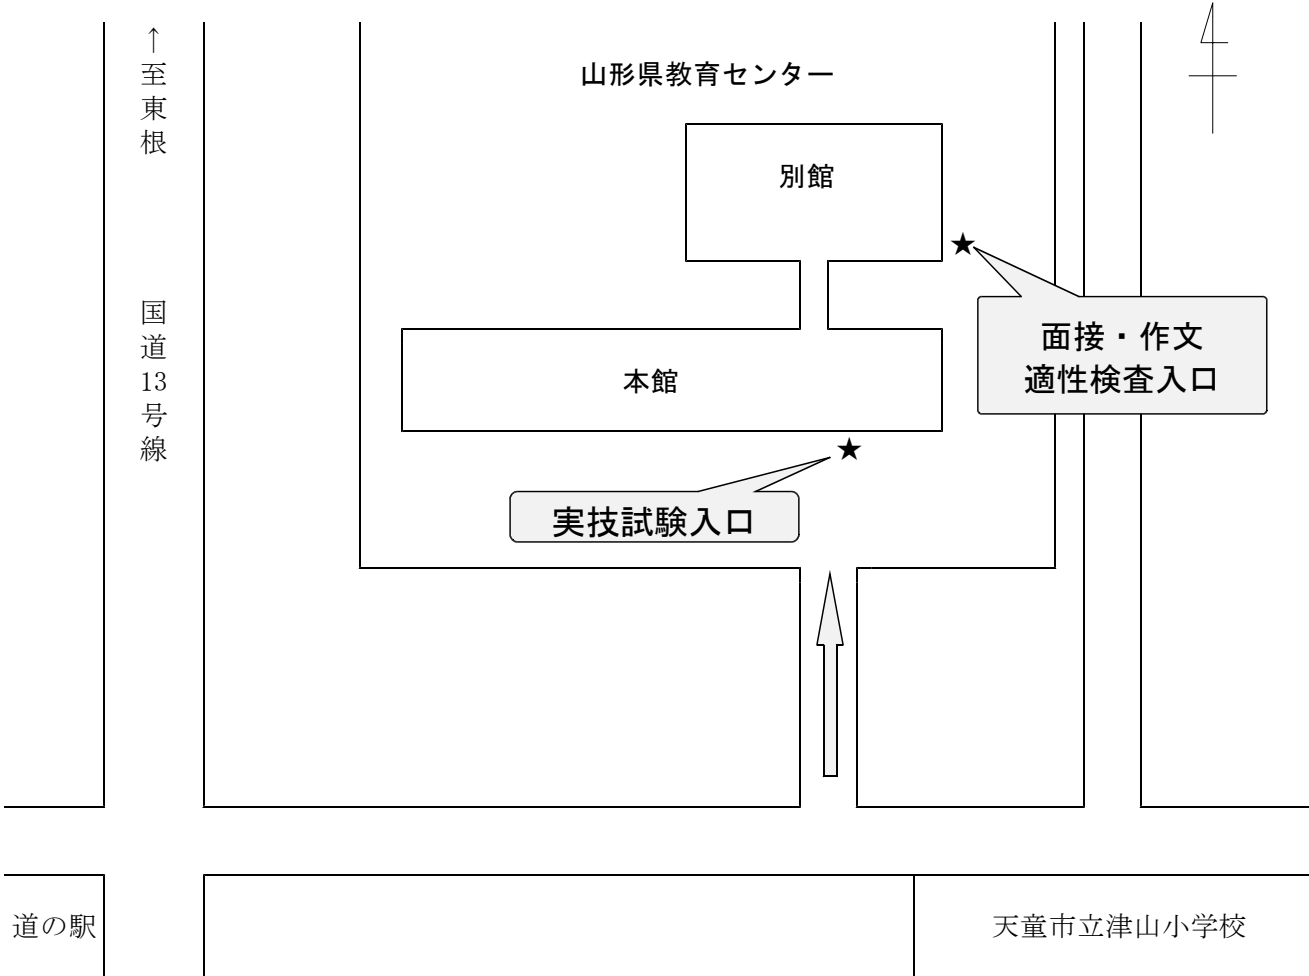 ↑至東根
国道13号線
山形県教育センター
別館
面接・作文
適性検査入口
本館
実技試験入口
道の駅
天童市立津山小学校